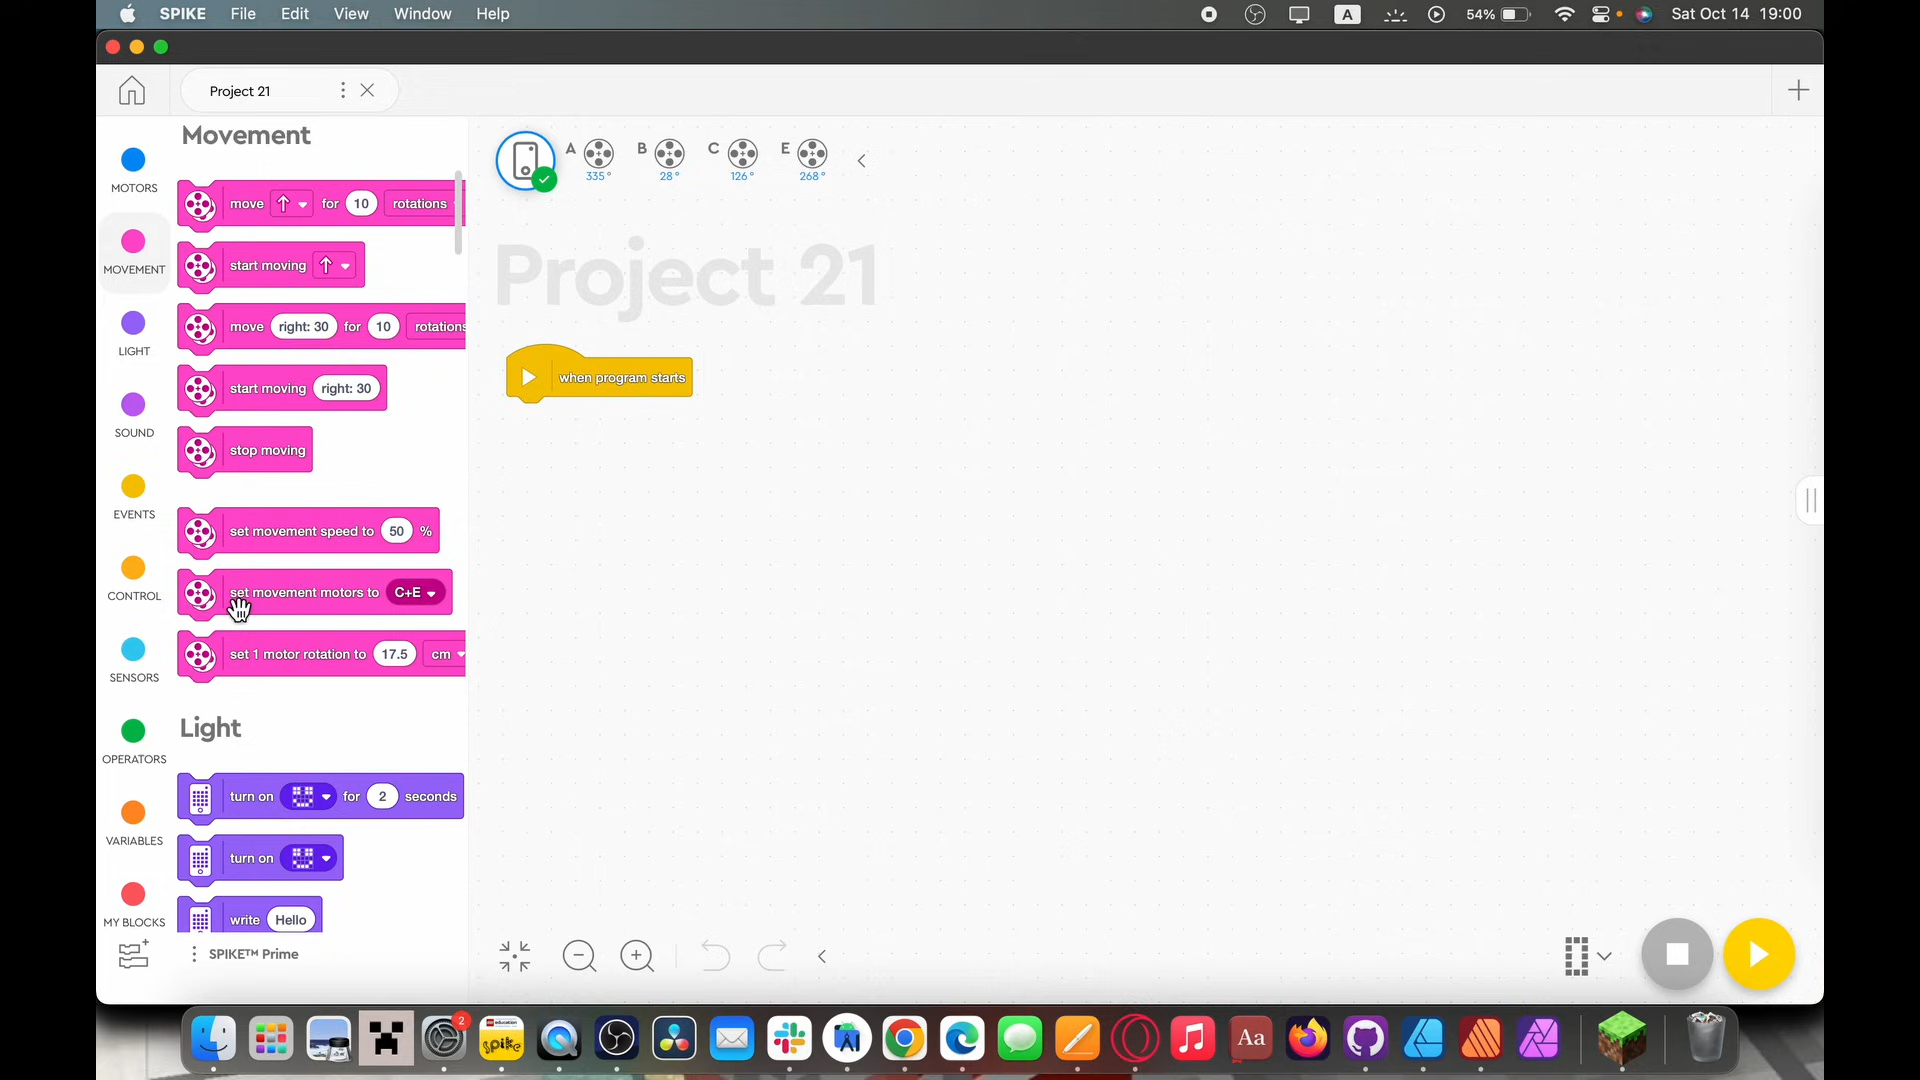 SPIKE File Edit View Window Help A 54% Sat Oct 14 19:00
Project 21
Movement
A B C E
335° 28° 126° 268°
MOTORS
MOVEMENT
LIGHT
SOUND
EVENTS
CONTROL
SENSORS
OPERATORS
VARIABLES
MY BLOCKS
move for 10 rotations
start moving
move right: 30 for 10 rotations
start moving right: 30
stop moving
set movement speed to 50 %
set movement motors to C+E
set 1 motor rotation to 17.5 cm
Light
turn on for 2 seconds
turn on
write Hello
SPIKE™ Prime
Project 21
when program starts
2
education
spike
Aa